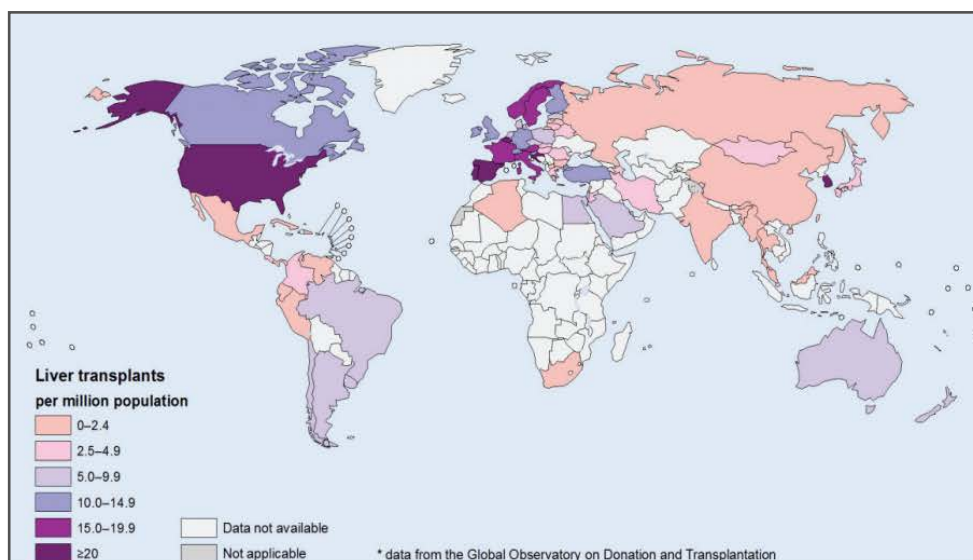 Liver transplants
per million population
0–2.4
2.5–4.9
5.0–9.9
10.0–14.9
15.0–19.9
≥20
Data not available
Not applicable
* data from the Global Observatory on Donation and Transplantation